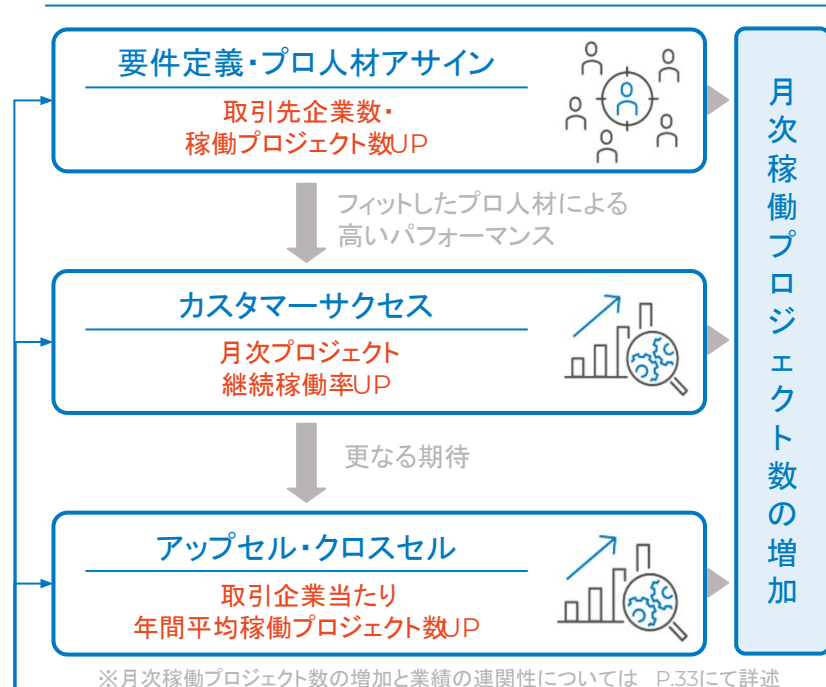 要件定義・プロ人材アサイン
取引先企業数・
稼働プロジェクト数UP
フィットしたプロ人材による
高いパフォーマンス
カスタマーサクセス
月次プロジェクト
継続稼働率UP
更なる期待
アップセル・クロスセル
取引企業当たり
年間平均稼働プロジェクト数UP
月次稼働プロジェクト数の増加
※月次稼働プロジェクト数の増加と業績の連関性については P.33にて詳述